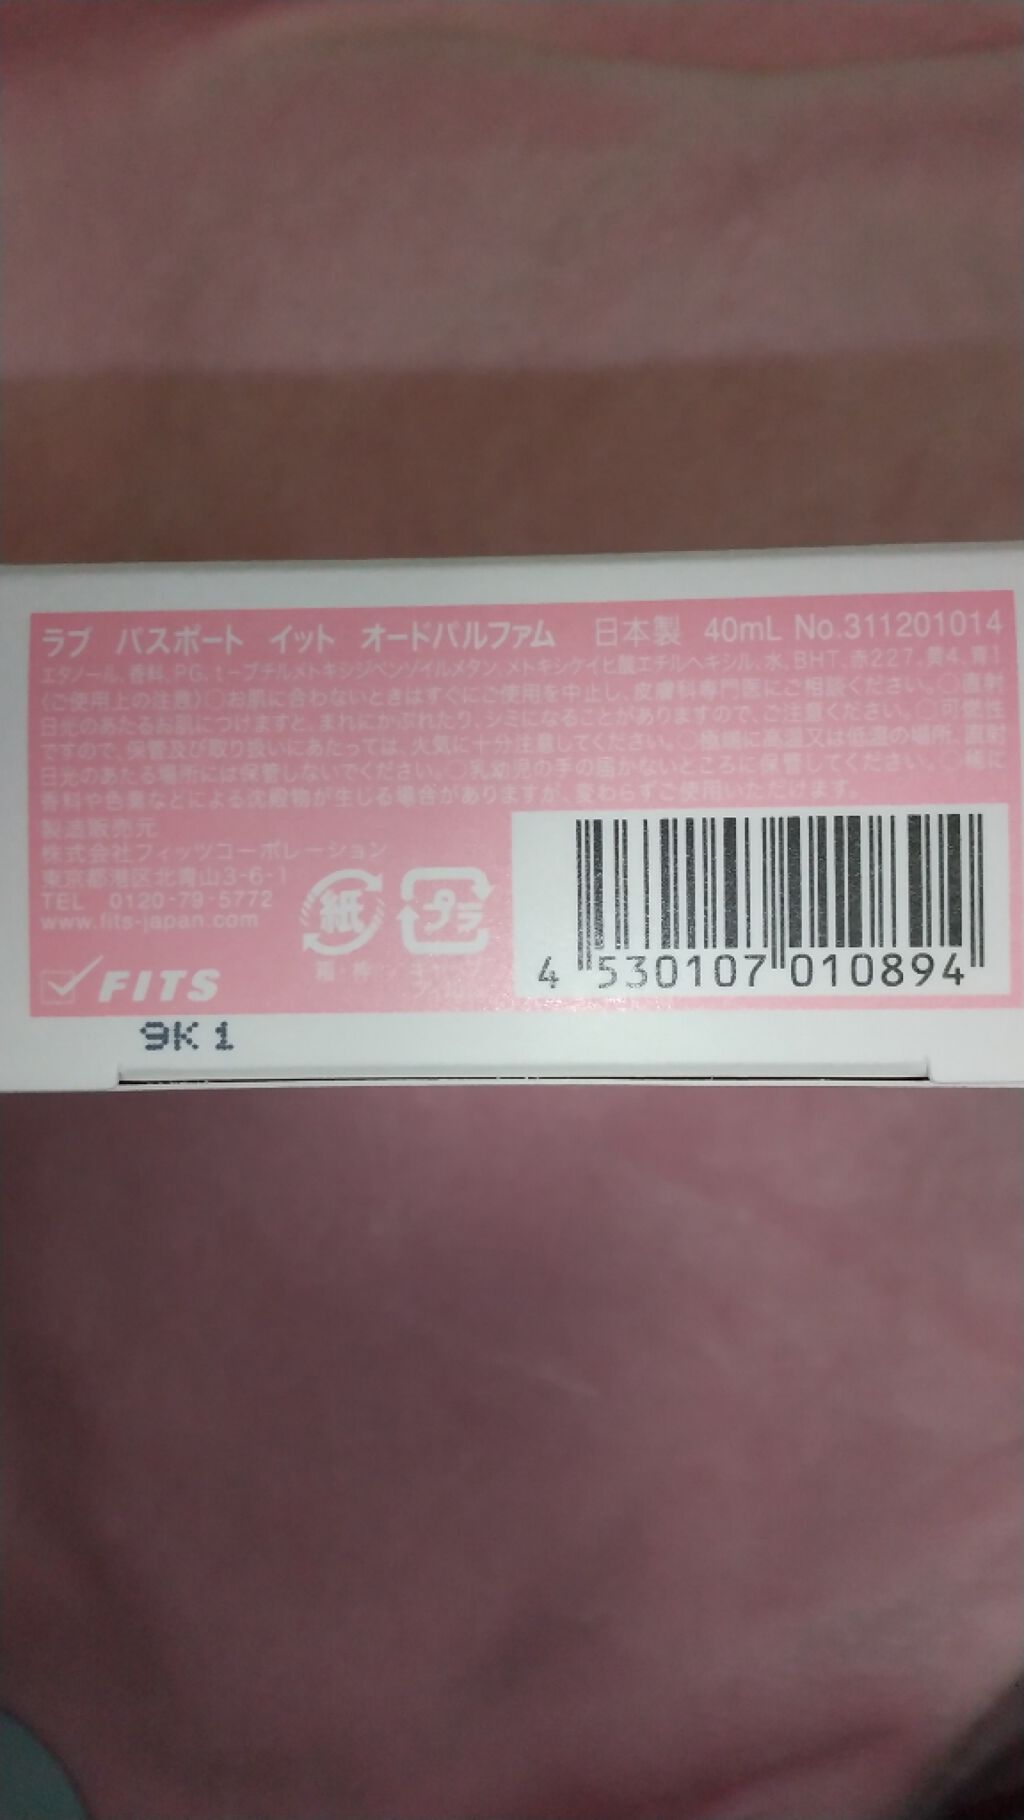 ラブ パスポート イット オードパルファム 日本製 40mL No.311201014
エタノール、香料、PG、t－ブチルメトキシジベンゾイルメタン、メトキシケイヒ酸エチルヘキシル、水、BHT、赤227、黄4、青1
〈ご使用上の注意〉○お肌に合わないときはすぐにご使用を中止し、皮膚科専門医にご相談ください。○直射
日光のあたるお肌につけますと、まれにかぶれたり、シミになることがありますので、ご注意ください。○可燃性
ですので、保管及び取り扱いにあたっては、火気に十分注意してください。○極端に高温又は低温の場所、直射
日光のあたる場所には保管しないでください。○乳幼児の手の届かないところに保管してください。○稀に
香料や色素などによる沈殿物が生じる場合がありますが、変わらずご使用いただけます。
製造販売元
株式会社フィッツコーポレーション
東京都港区北青山3-6-1
TEL 0120-79-5772
www.fits-japan.com
紙 プラ
FITS
4 530107 010894
9K1